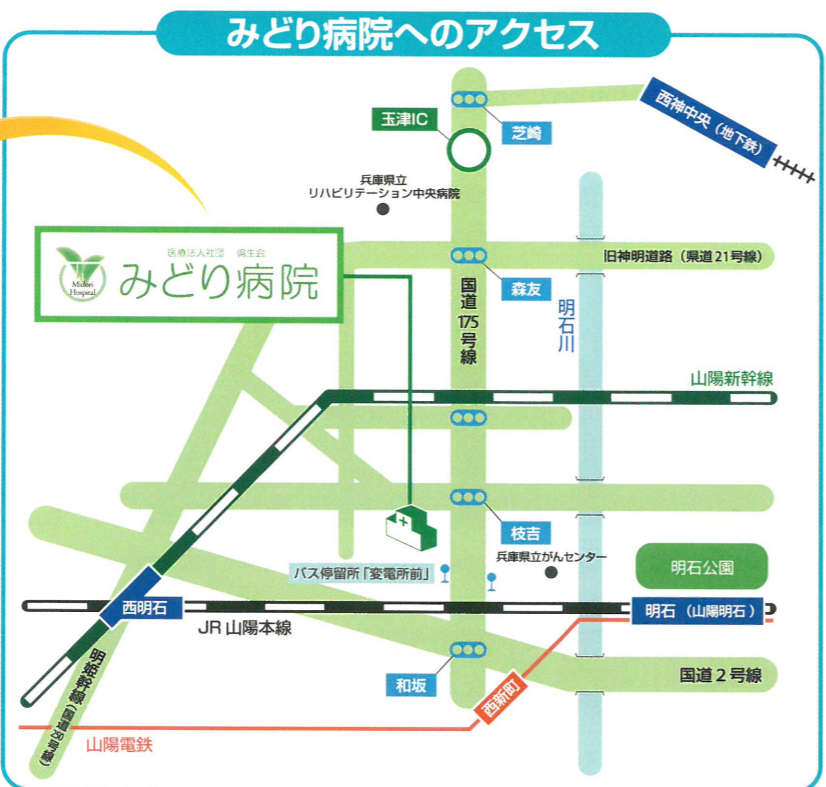 みどり病院へのアクセス
西神中央（地下鉄）
玉津IC
芝崎
兵庫県立
リハビリテーション中央病院
医療法人社団 倫生会
みどり病院
Midori
Hospital
旧神明道路（県道21号線）
森友
国道175号線
明石川
山陽新幹線
枝吉
兵庫県立がんセンター
バス停留所「変電所前」
明石公園
西明石
JR 山陽本線
明石（山陽明石）
和坂
国道2号線
西新町
明姫幹線
山陽電鉄